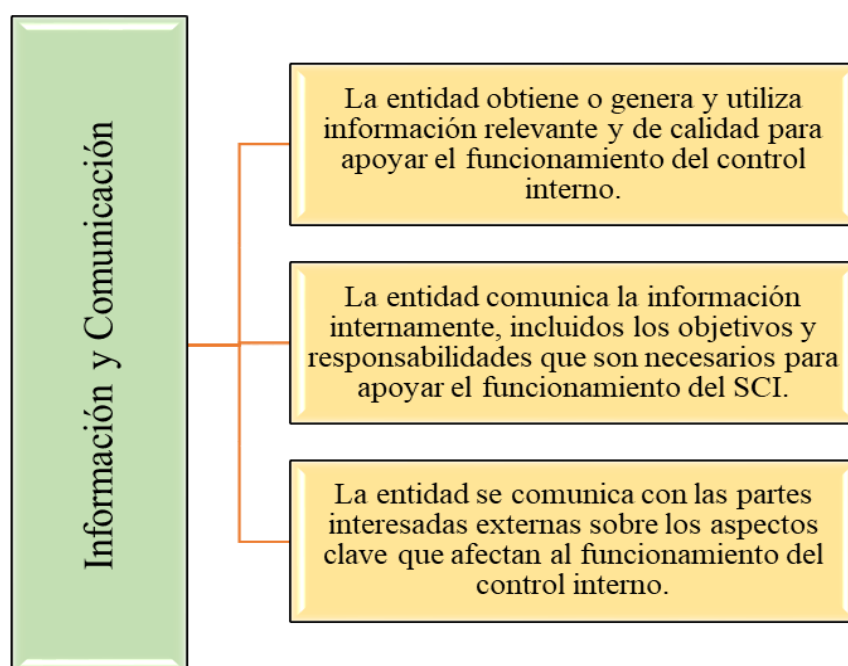 Información y Comunicación
La entidad obtiene o genera y utiliza
información relevante y de calidad para
apoyar el funcionamiento del control
interno.
La entidad comunica la información
internamente, incluidos los objetivos y
responsabilidades que son necesarios para
apoyar el funcionamiento del SCI.
La entidad se comunica con las partes
interesadas externas sobre los aspectos
clave que afectan al funcionamiento del
control interno.